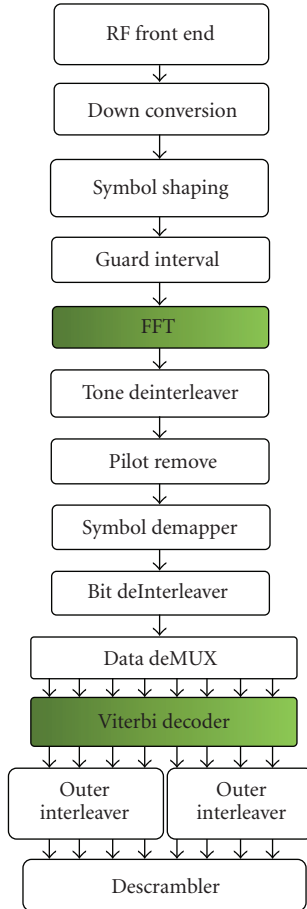 RF front end
Down conversion
Symbol shaping
Guard interval
FFT
Tone deinterleaver
Pilot remove
Symbol demapper
Bit deInterleaver
Data deMUX
Viterbi decoder
Outer
interleaver
Outer
interleaver
Descrambler